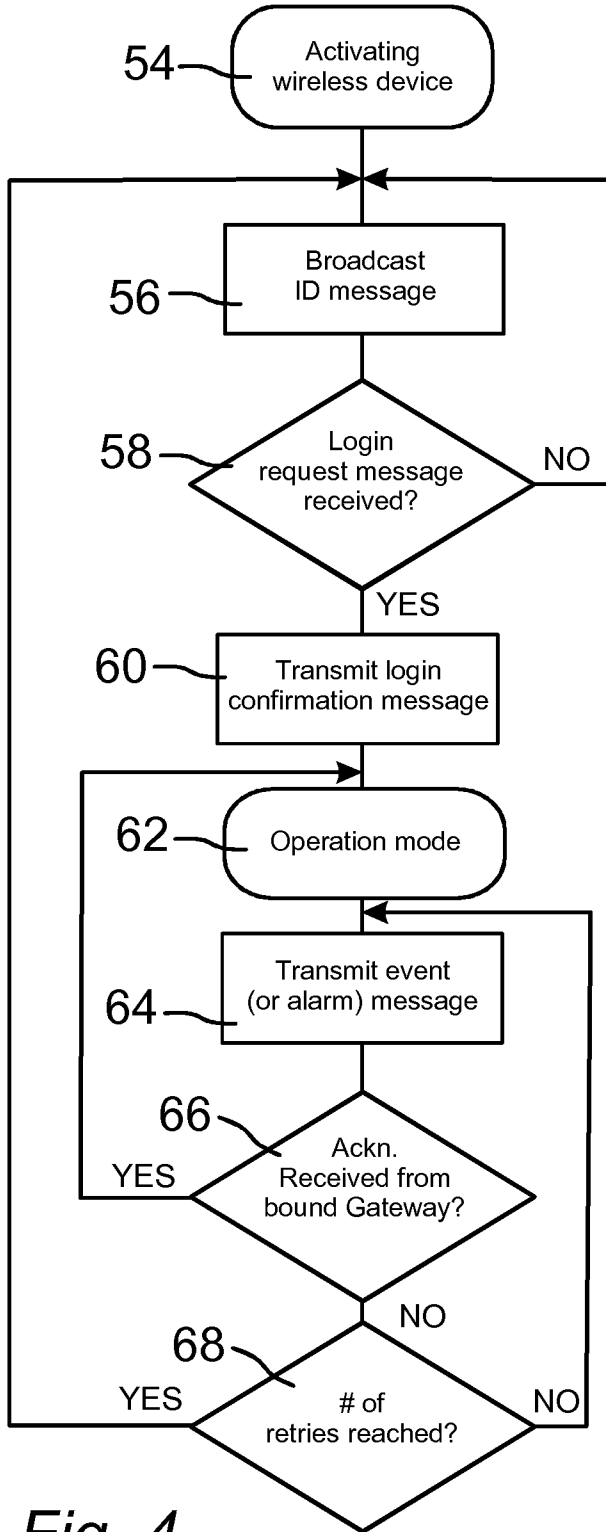 54
Activating
wireless device
56
Broadcast
ID message
58
Login
request message
received?
NO
YES
60
Transmit login
confirmation message
62
Operation mode
64
Transmit event
(or alarm) message
66
Ackn.
Received from
bound Gateway?
YES
NO
68
# of
retries reached?
YES
NO
Fig. 4